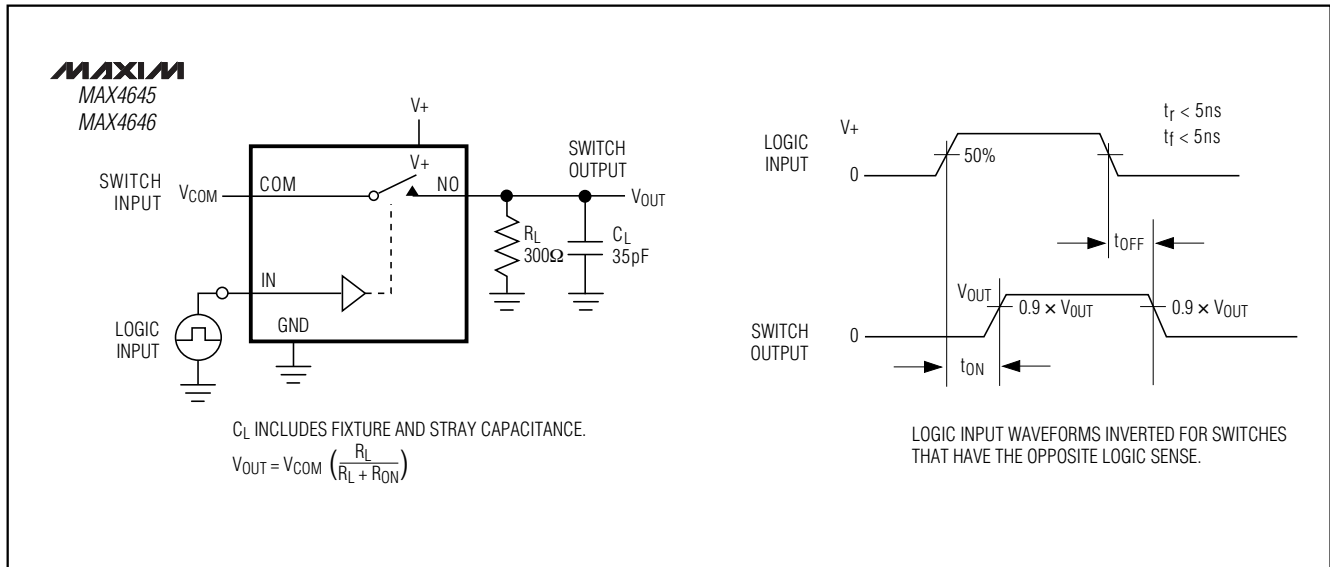 MAXIM
MAX4645
MAX4646
V+
V+
SWITCH
INPUT
VCOM
COM
NO
SWITCH
OUTPUT
VOUT
RL
300Ω
CL
35pF
IN
LOGIC
INPUT
GND
CL INCLUDES FIXTURE AND STRAY CAPACITANCE.
VOUT = VCOM (RL / RL + RON)
LOGIC
INPUT
V+
0
50%
tr < 5ns
tf < 5ns
tOFF
SWITCH
OUTPUT
VOUT
0
0.9 × VOUT
0.9 × VOUT
tON
LOGIC INPUT WAVEFORMS INVERTED FOR SWITCHES
THAT HAVE THE OPPOSITE LOGIC SENSE.